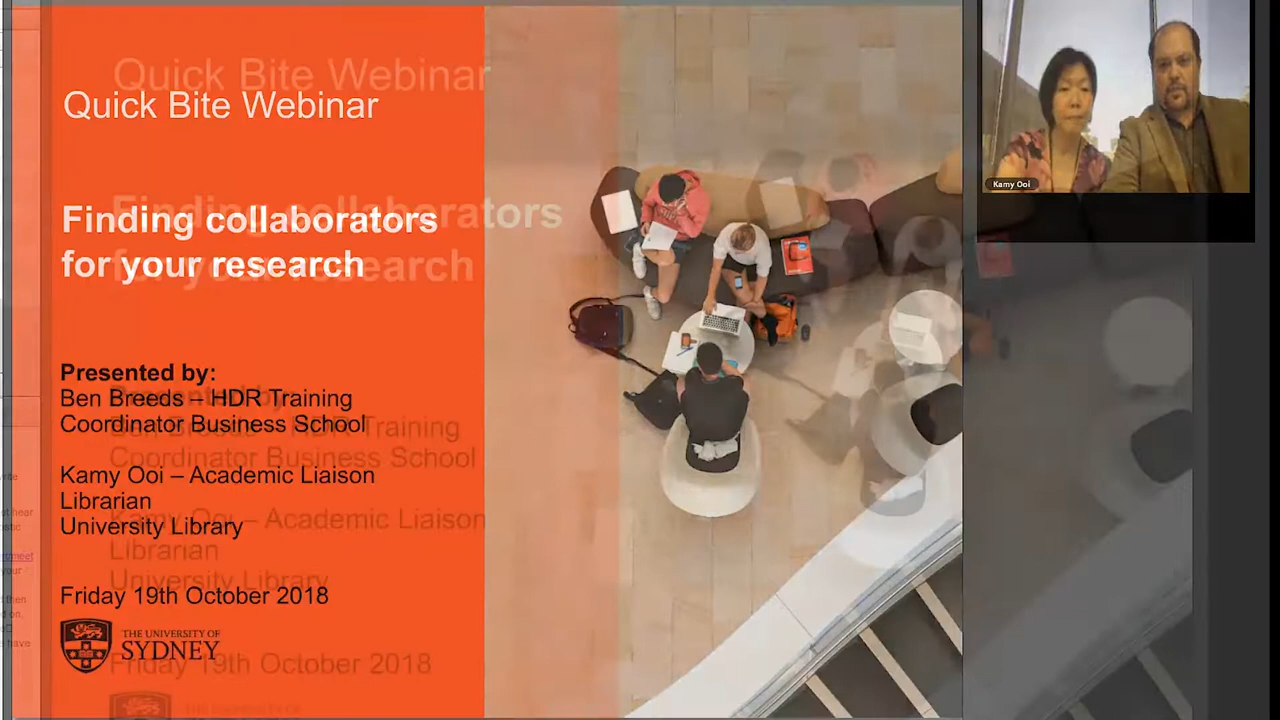 Quick Bite Webinar
Finding collaborators
for your research
Presented by:
Ben Breeds – HDR Training
Coordinator Business School
Kamy Ooi – Academic Liaison
Librarian
University Library
Friday 19th October 2018
THE UNIVERSITY OF
SYDNEY
Kamy Ooi